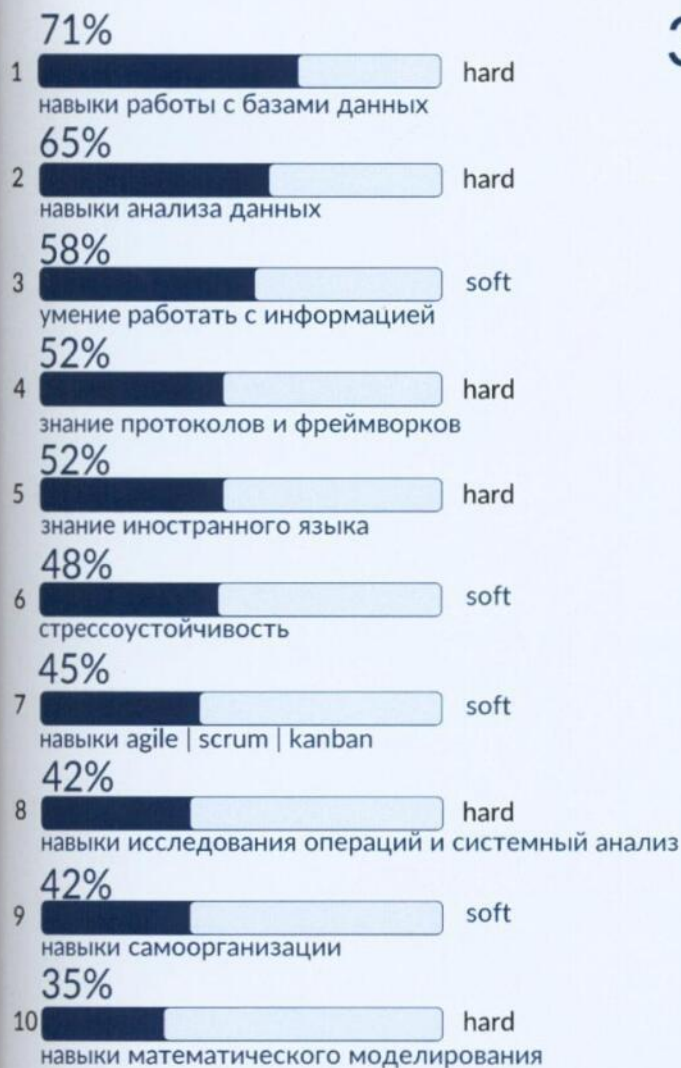 71%
1 hard
навыки работы с базами данных
65%
2 hard
навыки анализа данных
58%
3 soft
умение работать с информацией
52%
4 hard
знание протоколов и фреймворков
52%
5 hard
знание иностранного языка
48%
6 soft
стрессоустойчивость
45%
7 soft
навыки agile | scrum | kanban
42%
8 hard
навыки исследования операций и системный анализ
42%
9 soft
навыки самоорганизации
35%
10 hard
навыки математического моделирования